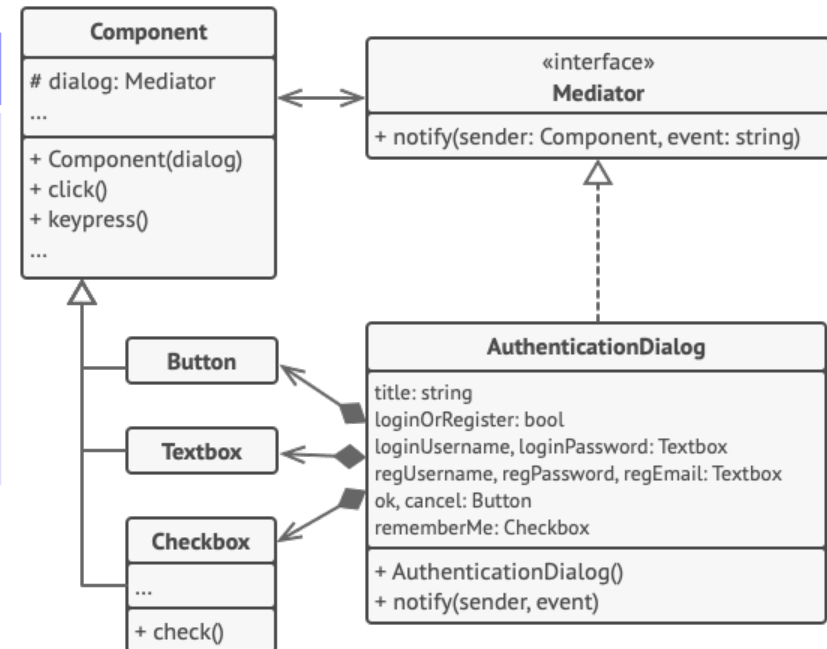 Component
# dialog: Mediator
...
+ Component(dialog)
+ click()
+ keypress()
...
«interface»
Mediator
+ notify(sender: Component, event: string)
Button
Textbox
Checkbox
...
+ check()
AuthenticationDialog
title: string
loginOrRegister: bool
loginUsername, loginPassword: Textbox
regUsername, regPassword, regEmail: Textbox
ok, cancel: Button
rememberMe: Checkbox
+ AuthenticationDialog()
+ notify(sender, event)